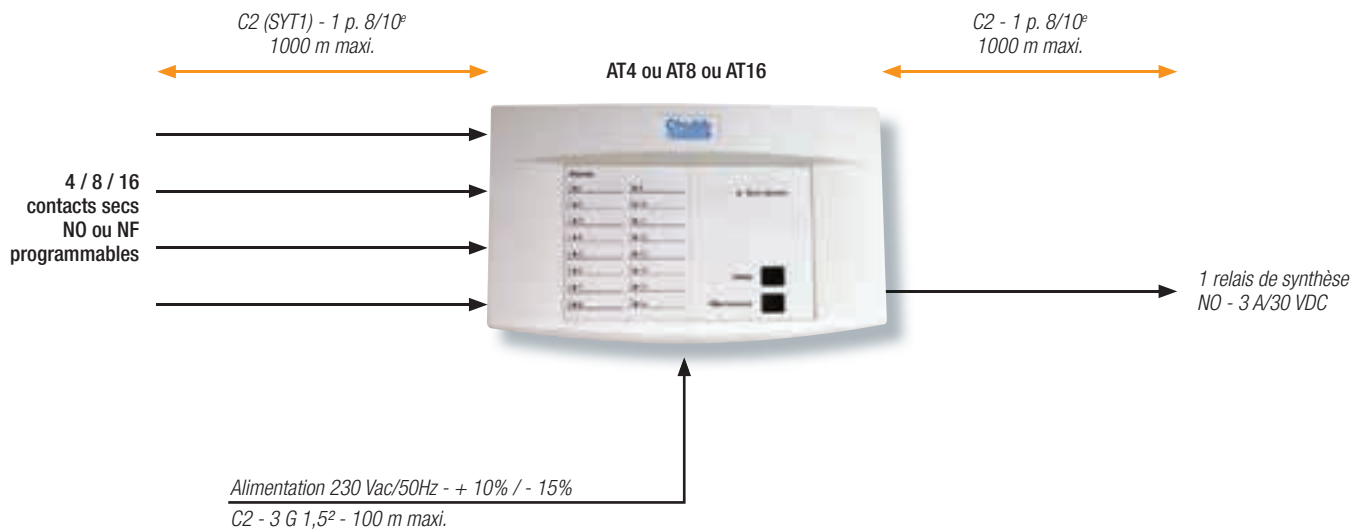 C2 (SYT1) - 1 p. 8/10e
1000 m maxi.
C2 - 1 p. 8/10e
1000 m maxi.
AT4 ou AT8 ou AT16
Chubb
4 / 8 / 16
contacts secs
NO ou NF
programmables
1 relais de synthèse
NO - 3 A/30 VDC
Alimentation 230 Vac/50Hz - + 10% / - 15%
C2 - 3 G 1,5² - 100 m maxi.